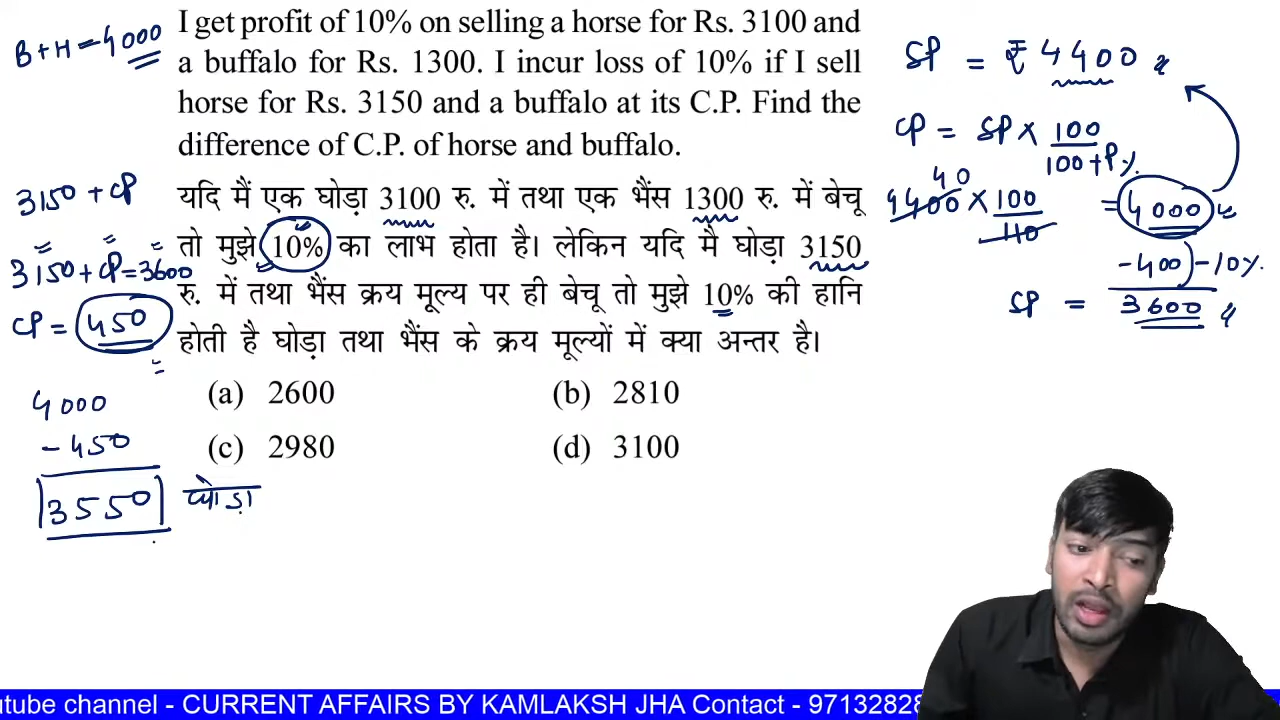 B + H = 4000
I get profit of 10% on selling a horse for Rs. 3100 and
a buffalo for Rs. 1300. I incur loss of 10% if I sell
horse for Rs. 3150 and a buffalo at its C.P. Find the
difference of C.P. of horse and buffalo.
यदि मैं एक घोड़ा 3100 रु. में तथा एक भैंस 1300 रु. में बेचू
तो मुझे 10% का लाभ होता है। लेकिन यदि मै घोड़ा 3150
रु. में तथा भैंस क्रय मूल्य पर ही बेचू तो मुझे 10% की हानि
होती है घोड़ा तथा भैंस के क्रय मूल्यों में क्या अन्तर है।
(a) 2600 (b) 2810
(c) 2980 (d) 3100
3150 + CP
3150 + CP = 3600
CP = 450
4000
- 450
3550 घोड़ा
SP = ₹ 4400
CP = SP × 100
100 + P%
40
4400 × 100 = 4000
110
- 400 - 10%
SP = 3600
utube channel - CURRENT AFFAIRS BY KAMLAKSH JHA Contact - 9713282